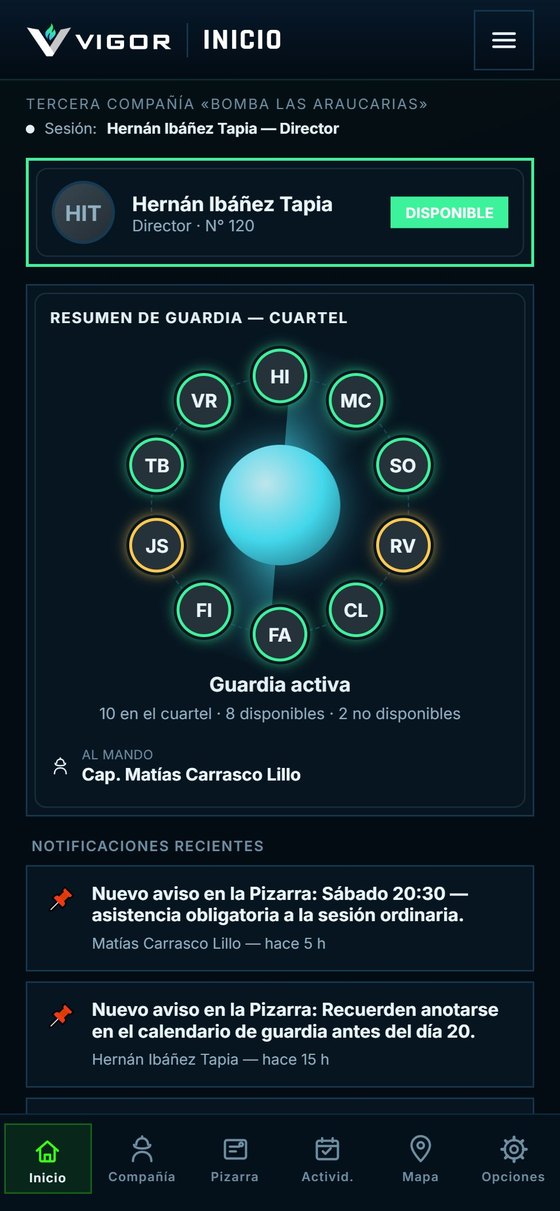 VIGOR
INICIO
TERCERA COMPAÑÍA «BOMBA LAS ARAUCARIAS»
Sesión: Hernán Ibáñez Tapia — Director
HIT
Hernán Ibáñez Tapia
Director · N° 120
DISPONIBLE
RESUMEN DE GUARDIA — CUARTEL
HI
VR
MC
TB
SO
JS
RV
FI
CL
FA
Guardia activa
10 en el cuartel · 8 disponibles · 2 no disponibles
AL MANDO
Cap. Matías Carrasco Lillo
NOTIFICACIONES RECIENTES
Nuevo aviso en la Pizarra: Sábado 20:30 —
asistencia obligatoria a la sesión ordinaria.
Matías Carrasco Lillo — hace 5 h
Nuevo aviso en la Pizarra: Recuerden anotarse
en el calendario de guardia antes del día 20.
Hernán Ibáñez Tapia — hace 15 h
Inicio
Compañía
Pizarra
Activid.
Mapa
Opciones